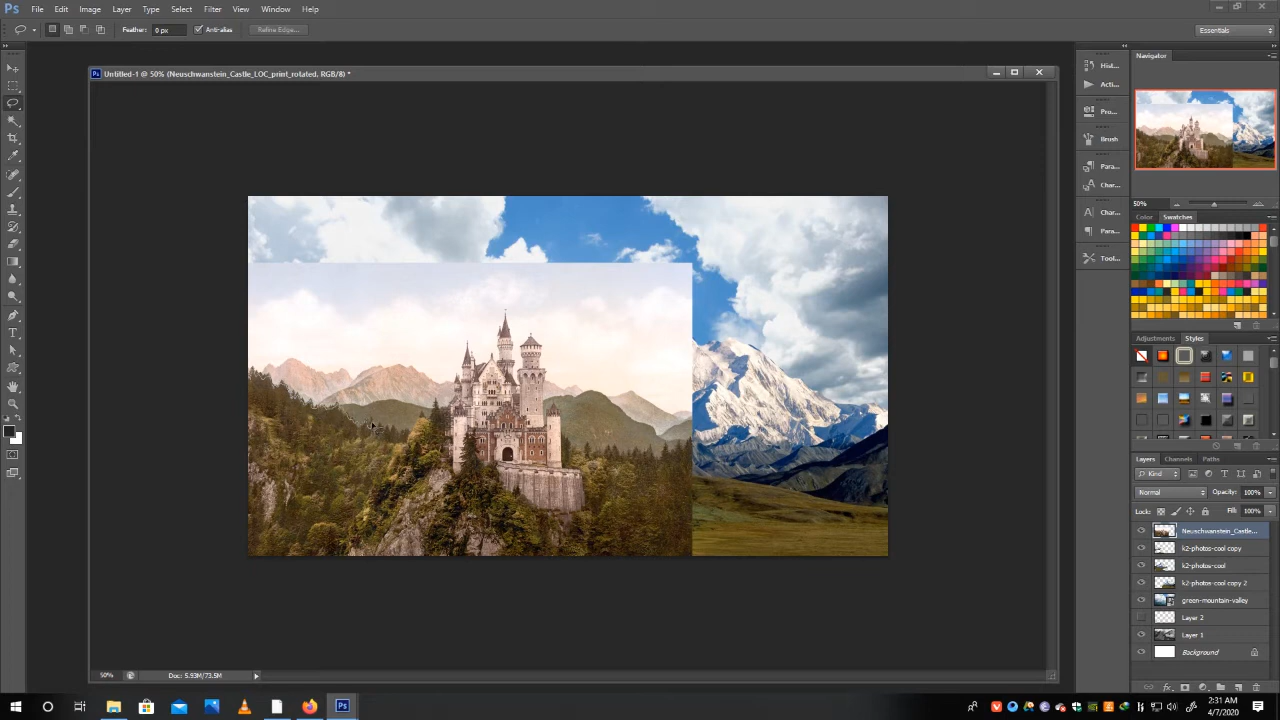 Ps File Edit Image Layer Type Select Filter View Window Help
Feather: 0 px Anti-alias Refine Edge... Essentials
Ps Untitled-1 @ 50% (Neuschwanstein_Castle_LOC_print_rotated, RGB/8) *
Hist...
Acti...
Pro...
Brush
Para...
Char...
Char...
Para...
Tool...
Navigator
50%
Color Swatches
Adjustments Styles
Layers Channels Paths
Kind
Normal Opacity: 100%
Lock: Fill: 100%
Neuschwanstein_Castle...
k2-photos-cool copy
k2-photos-cool
k2-photos-cool copy 2
green-mountain-valley
Layer 2
Layer 1
Background
50% Doc: 5.93M/73.5M
Ps
2:31 AM
4/7/2020